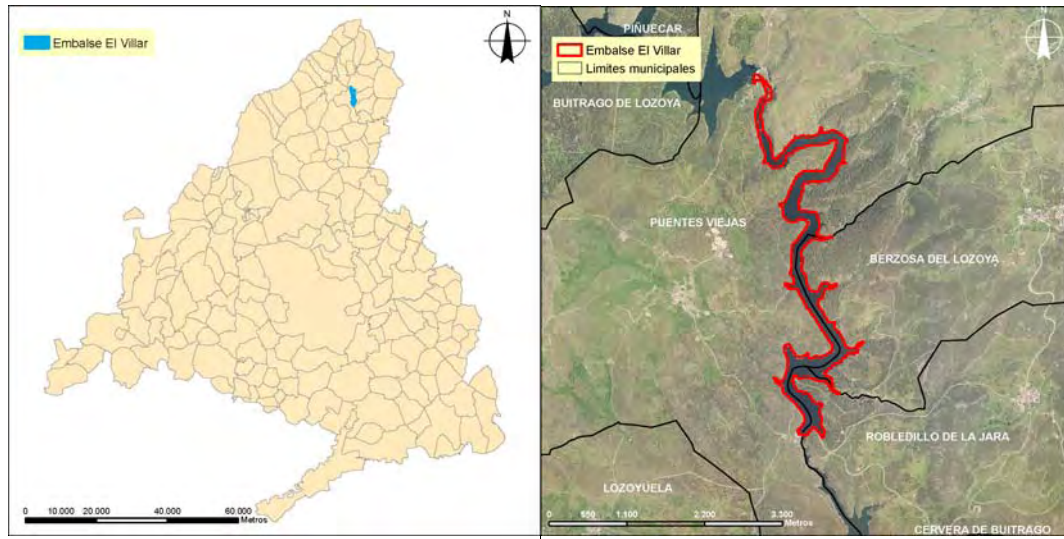 Embalse El Villar
N
0 10.000 20.000 40.000 60.000
Metros
PIÑUECAR
Embalse El Villar
Limites municipales
N
BUITRAGO DE LOZOYA
PUENTES VIEJAS
BERZOSA DEL LOZOYA
ROBLEDILLO DE LA JARA
LOZOYUELA
0 550 1.100 2.200 3.300
Metros
CERVERA DE BUITRAGO